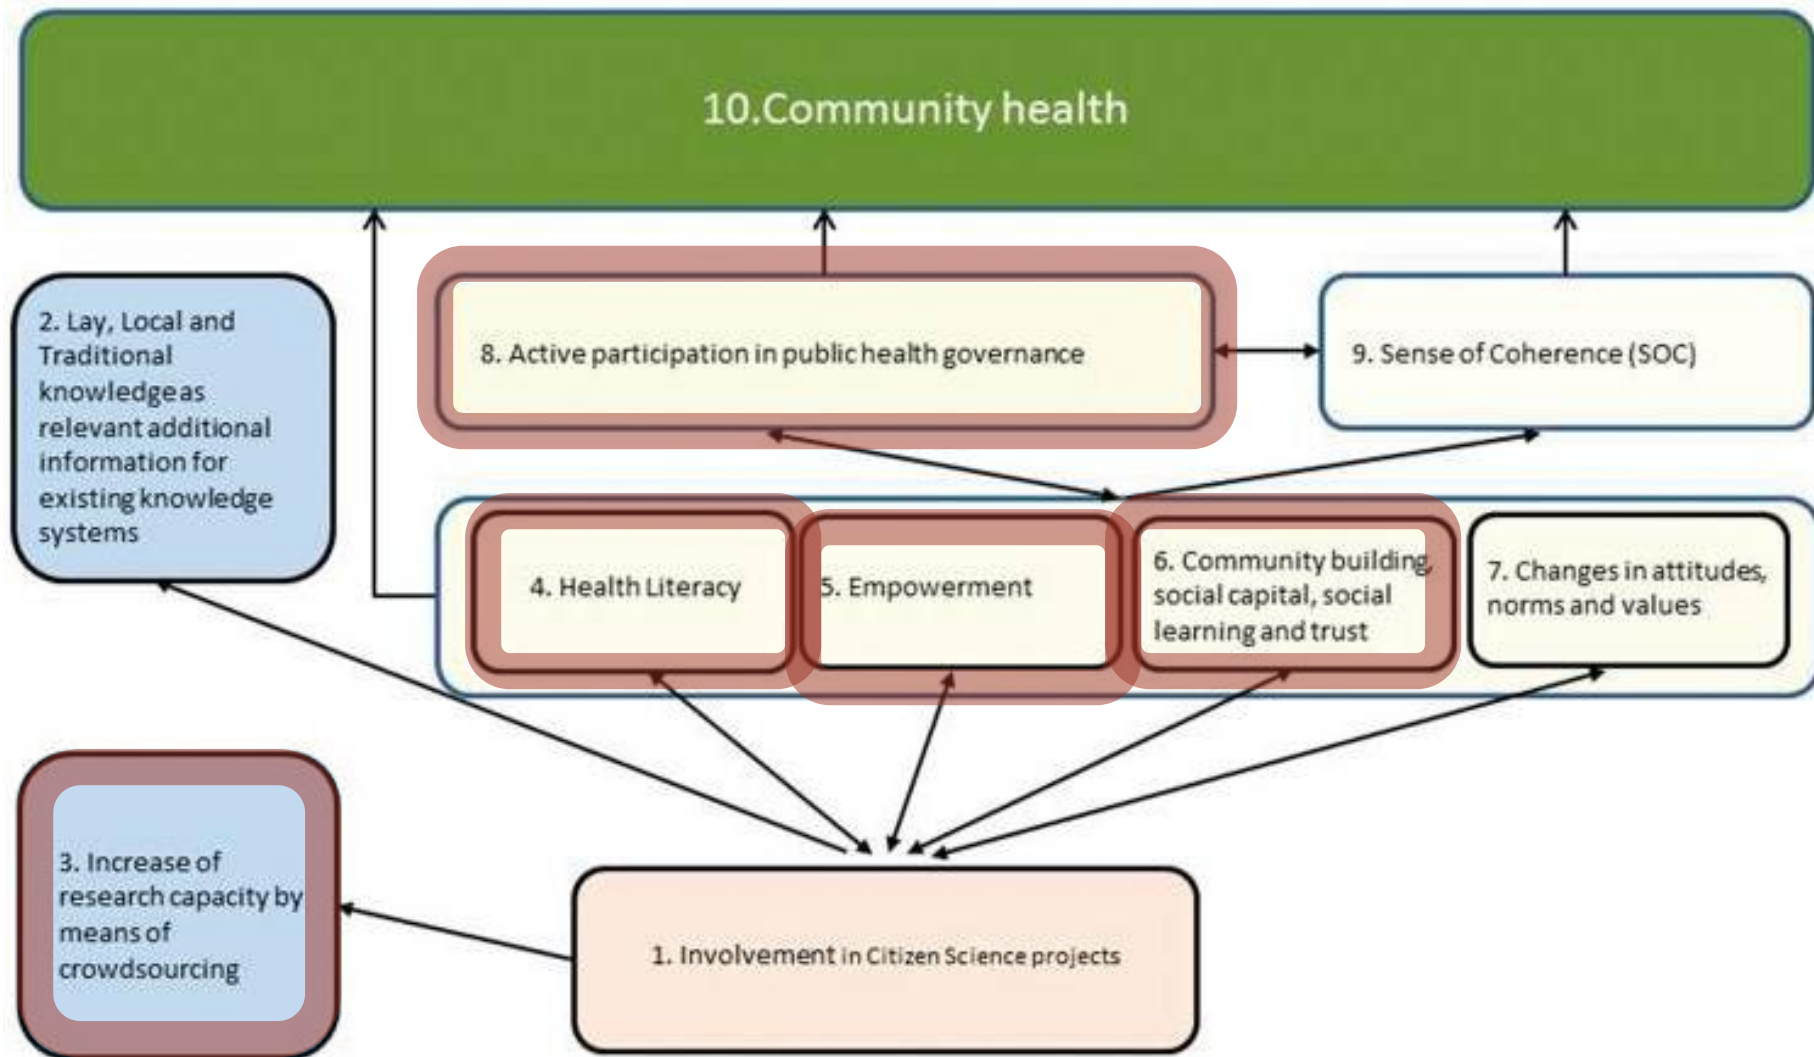 10.Community health
2. Lay, Local and
Traditional
knowledgeas
relevant additional
information for
existing knowledge
systems
8. Active participation in public health governance
9. Sense of Coherence (SOC)
4. Health Literacy
5. Empowerment
6. Community building,
social capital, social
learning and trust
7. Changes in attitudes,
norms and values
3. Increase of
research capacity by
means of
crowdsourcing
1. Involvement in Citizen Science projects